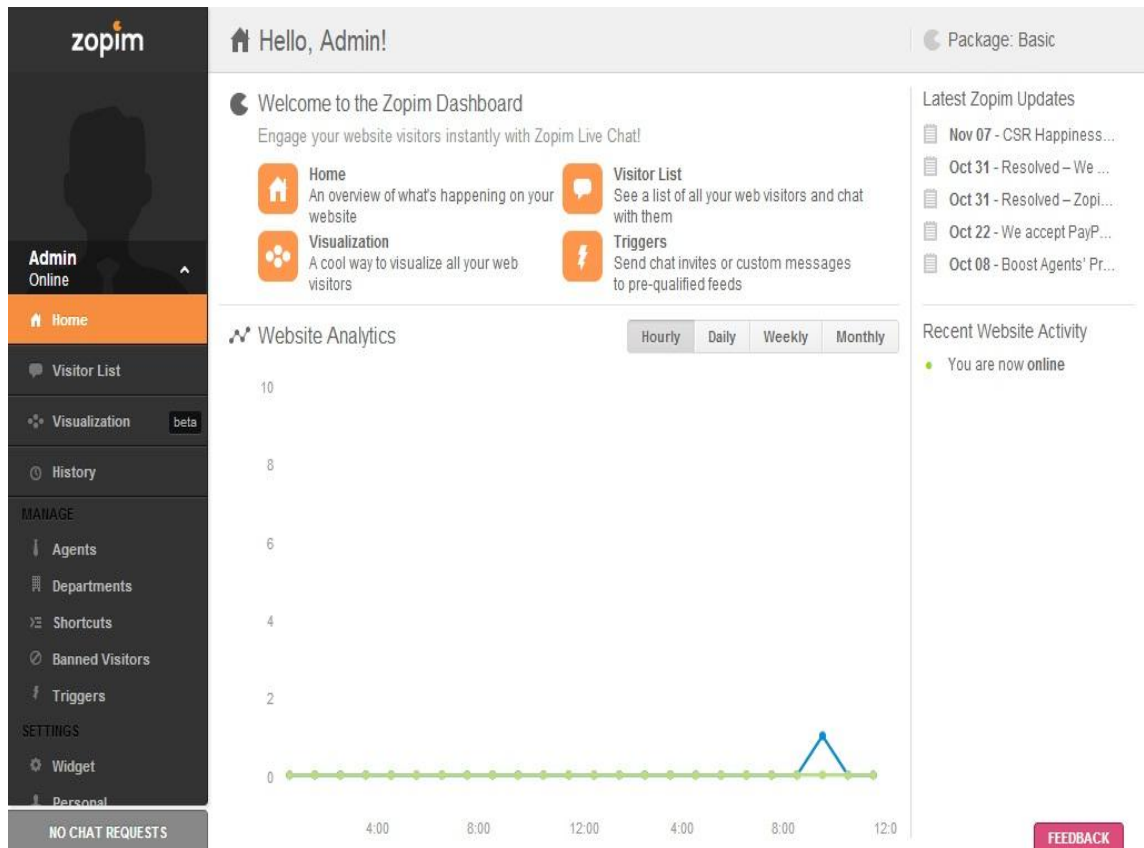 zopim
Hello, Admin!
Package: Basic
Admin
Online
Home
Visitor List
Visualization
beta
History
MANAGE
Agents
Departments
Shortcuts
Banned Visitors
Triggers
SETTINGS
Widget
Personal
NO CHAT REQUESTS
Welcome to the Zopim Dashboard
Engage your website visitors instantly with Zopim Live Chat!
Home
An overview of what's happening on your
website
Visitor List
See a list of all your web visitors and chat
with them
Visualization
A cool way to visualize all your web
visitors
Triggers
Send chat invites or custom messages
to pre-qualified feeds
Website Analytics
Hourly Daily Weekly Monthly
10
8
6
4
2
0
4:00 8:00 12:00 4:00 8:00 12:0
Latest Zopim Updates
Nov 07 - CSR Happiness...
Oct 31 - Resolved – We ...
Oct 31 - Resolved – Zopi...
Oct 22 - We accept PayP...
Oct 08 - Boost Agents' Pr...
Recent Website Activity
You are now online
FEEDBACK